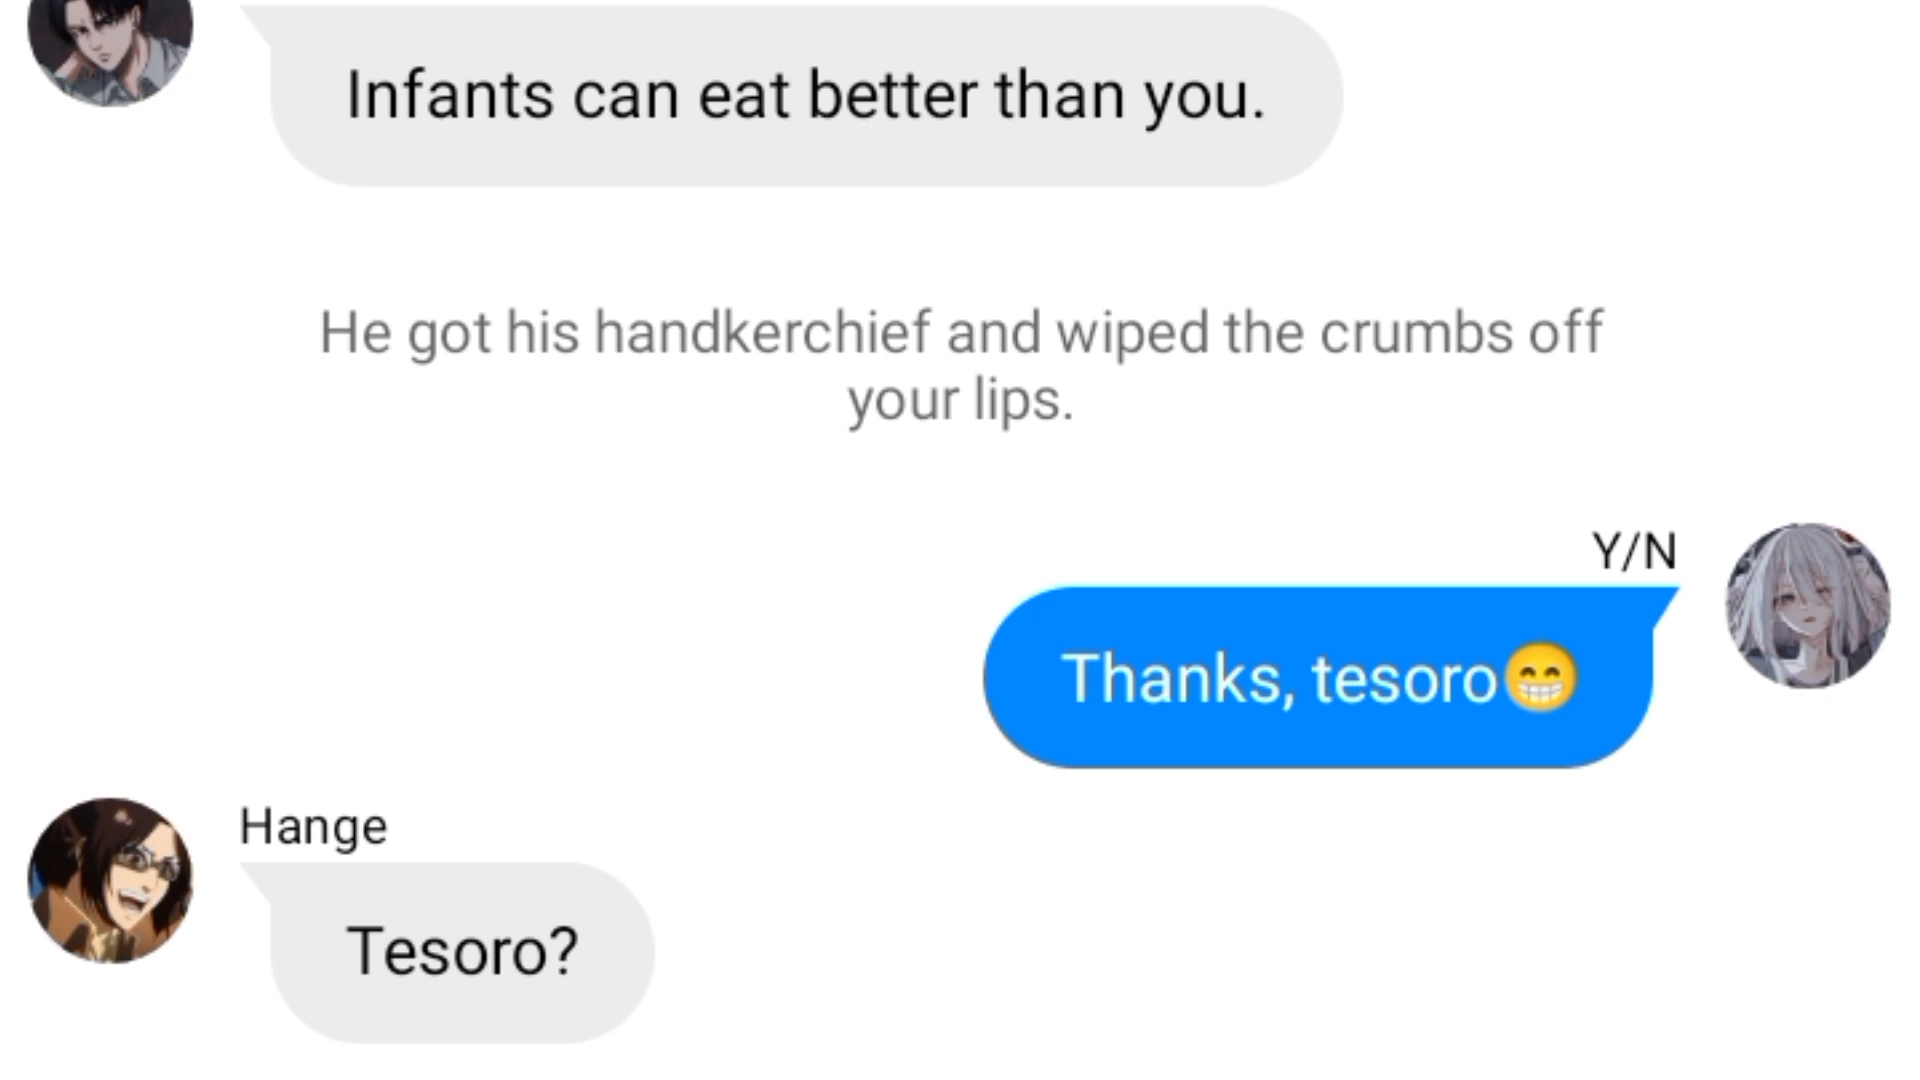 Infants can eat better than you.
He got his handkerchief and wiped the crumbs off
your lips.
Y/N
Thanks, tesoro😁
Hange
Tesoro?